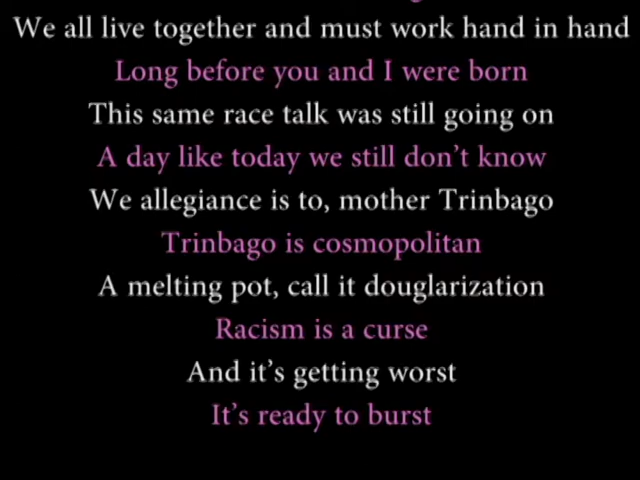 We all live together and must work hand in hand
Long before you and I were born
This same race talk was still going on
A day like today we still don't know
We allegiance is to, mother Trinbago
Trinbago is cosmopolitan
A melting pot, call it douglarization
Racism is a curse
And it's getting worst
It's ready to burst